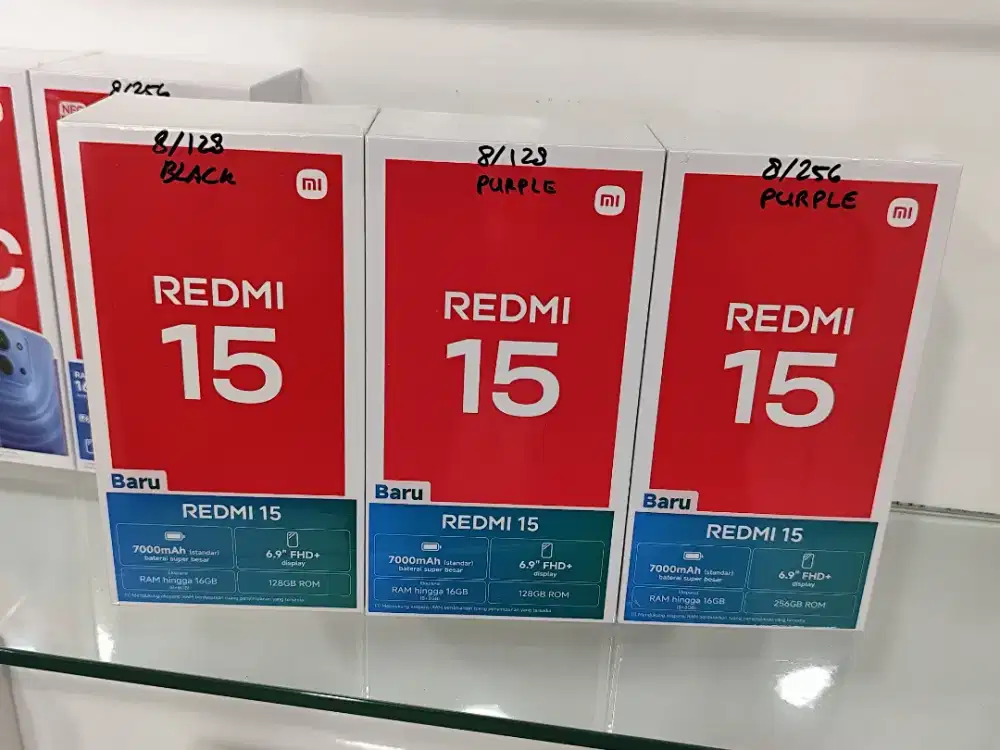 8/256
8/128
BLACK
mi
REDMI
15
Baru
REDMI 15
7000mAh (standar)
baterai super besar
6.9" FHD+
display
RAM hingga 16GB
128GB ROM
8/128
PURPLE
mi
REDMI
15
Baru
REDMI 15
7000mAh (standar)
baterai super besar
6.9" FHD+
display
RAM hingga 16GB
128GB ROM
8/256
PURPLE
mi
REDMI
15
Baru
REDMI 15
7000mAh (standar)
baterai super besar
6.9" FHD+
display
RAM hingga 16GB
256GB ROM
C